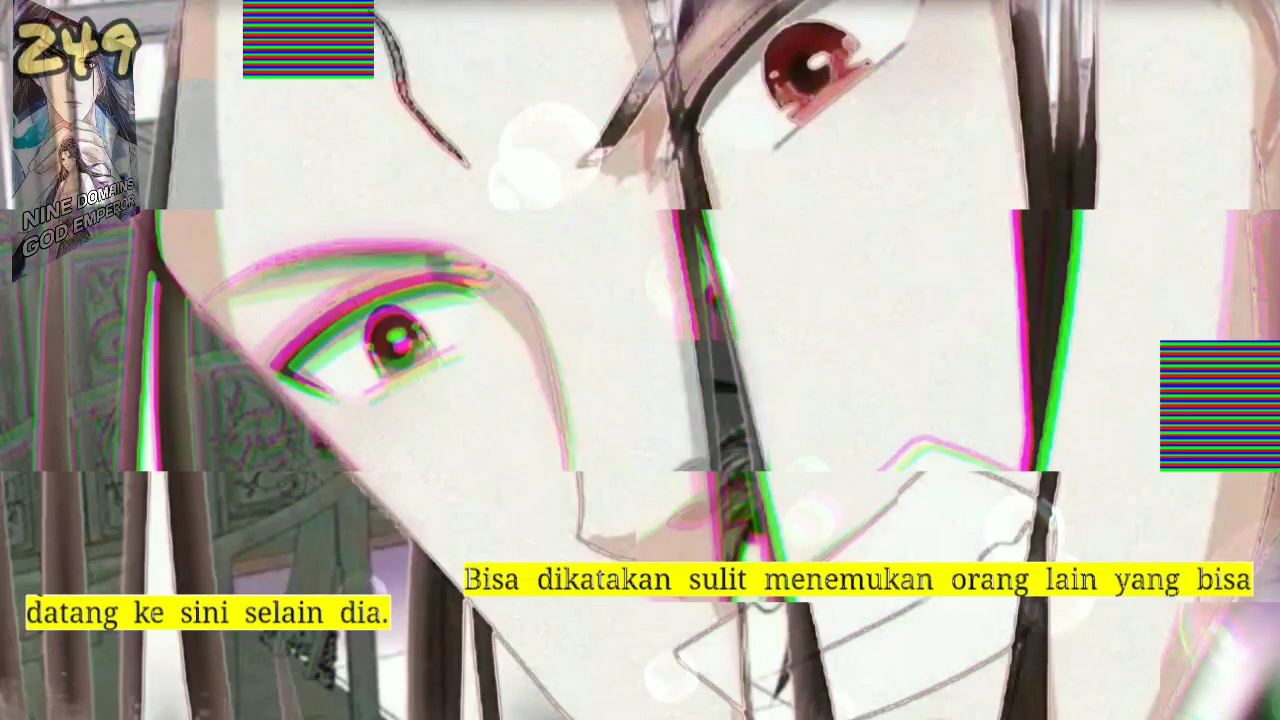 249
NINE DOMAINS
GOD EMPEROR
Bisa dikatakan sulit menemukan orang lain yang bisa
datang ke sini selain dia.